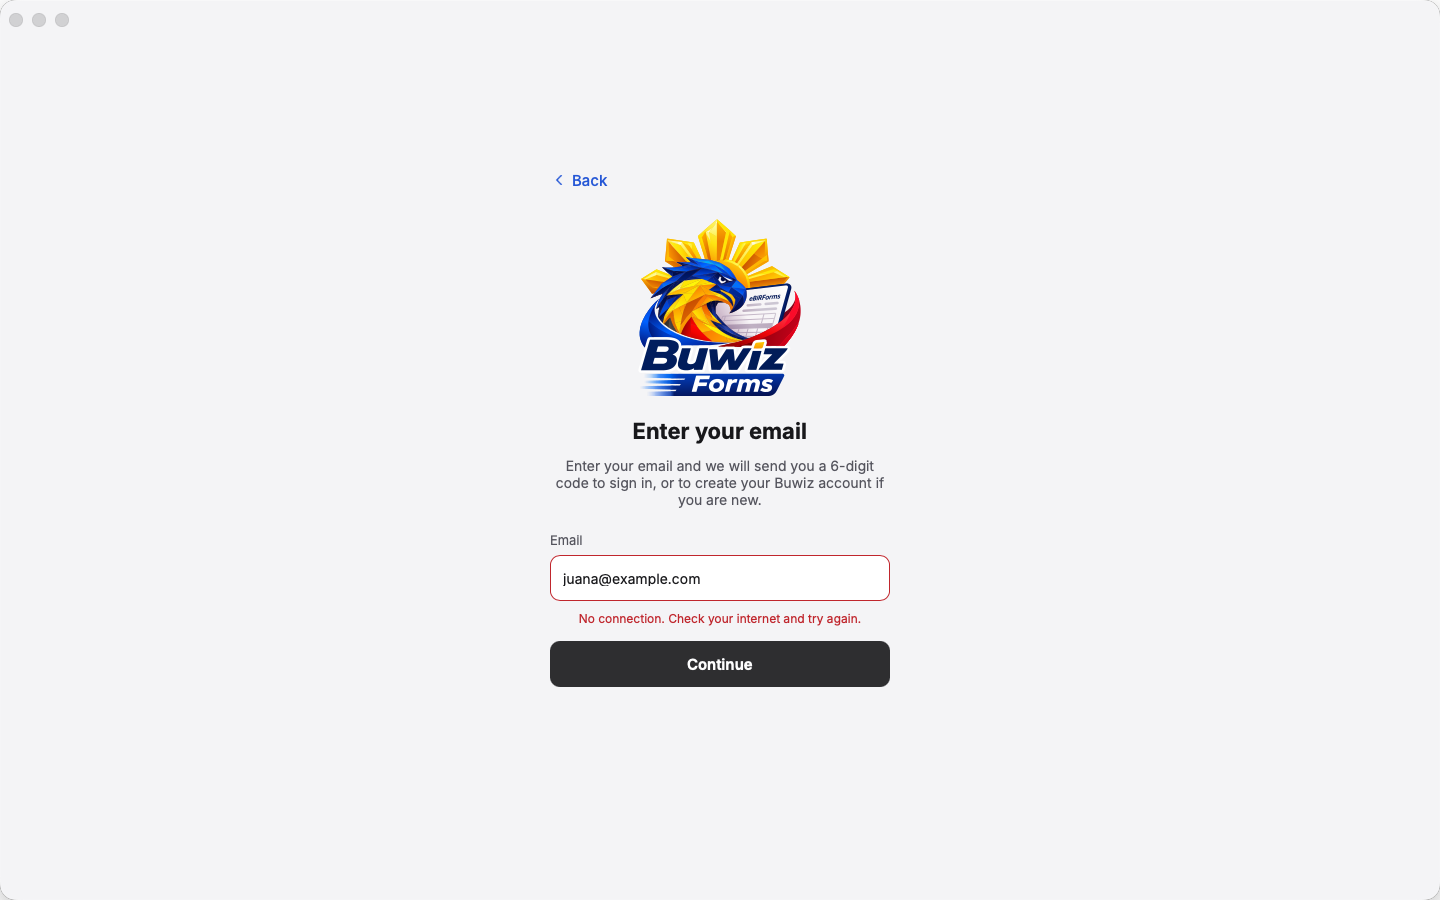 Back
eBIRForms
Buwiz
Forms
Enter your email
Enter your email and we will send you a 6-digit
code to sign in, or to create your Buwiz account if
you are new.
Email
juana@example.com
No connection. Check your internet and try again.
Continue